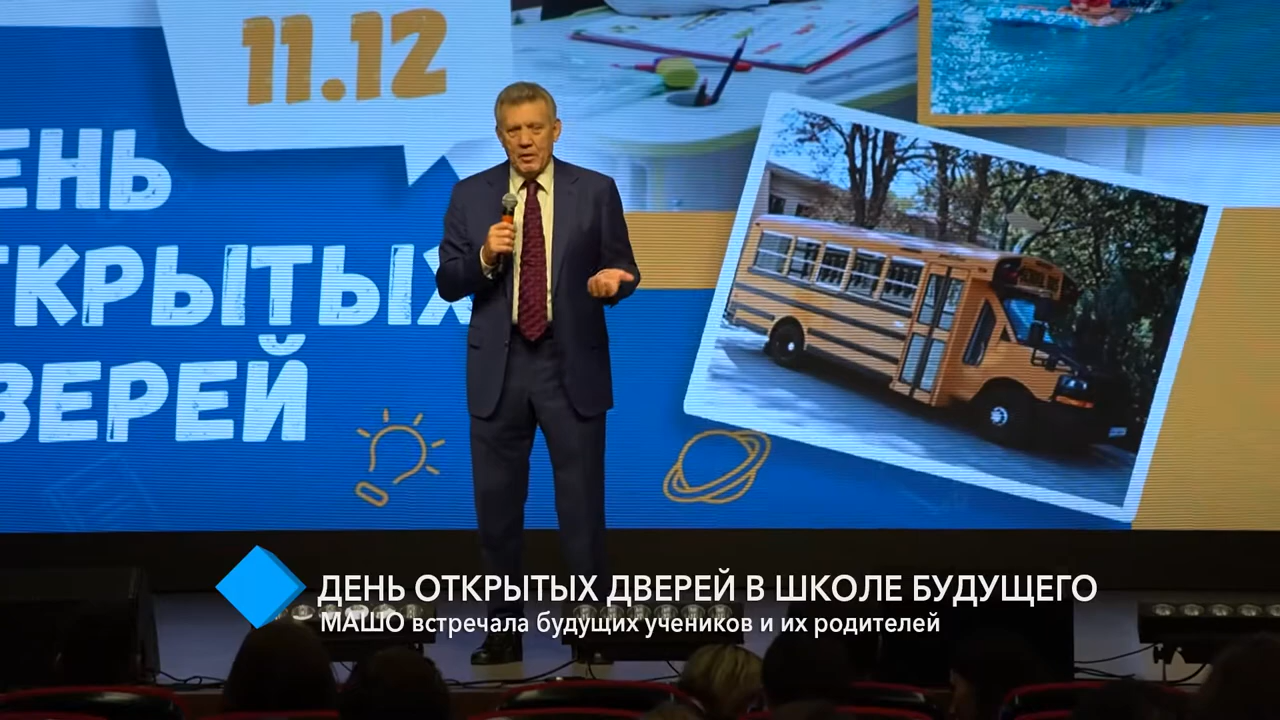 11.12
ЕНЬ
ТКРЫТЫХ
ВЕРЕЙ
ДЕНЬ ОТКРЫТЫХ ДВЕРЕЙ В ШКОЛЕ БУДУЩЕГО
МАШО встречала будущих учеников и их родителей